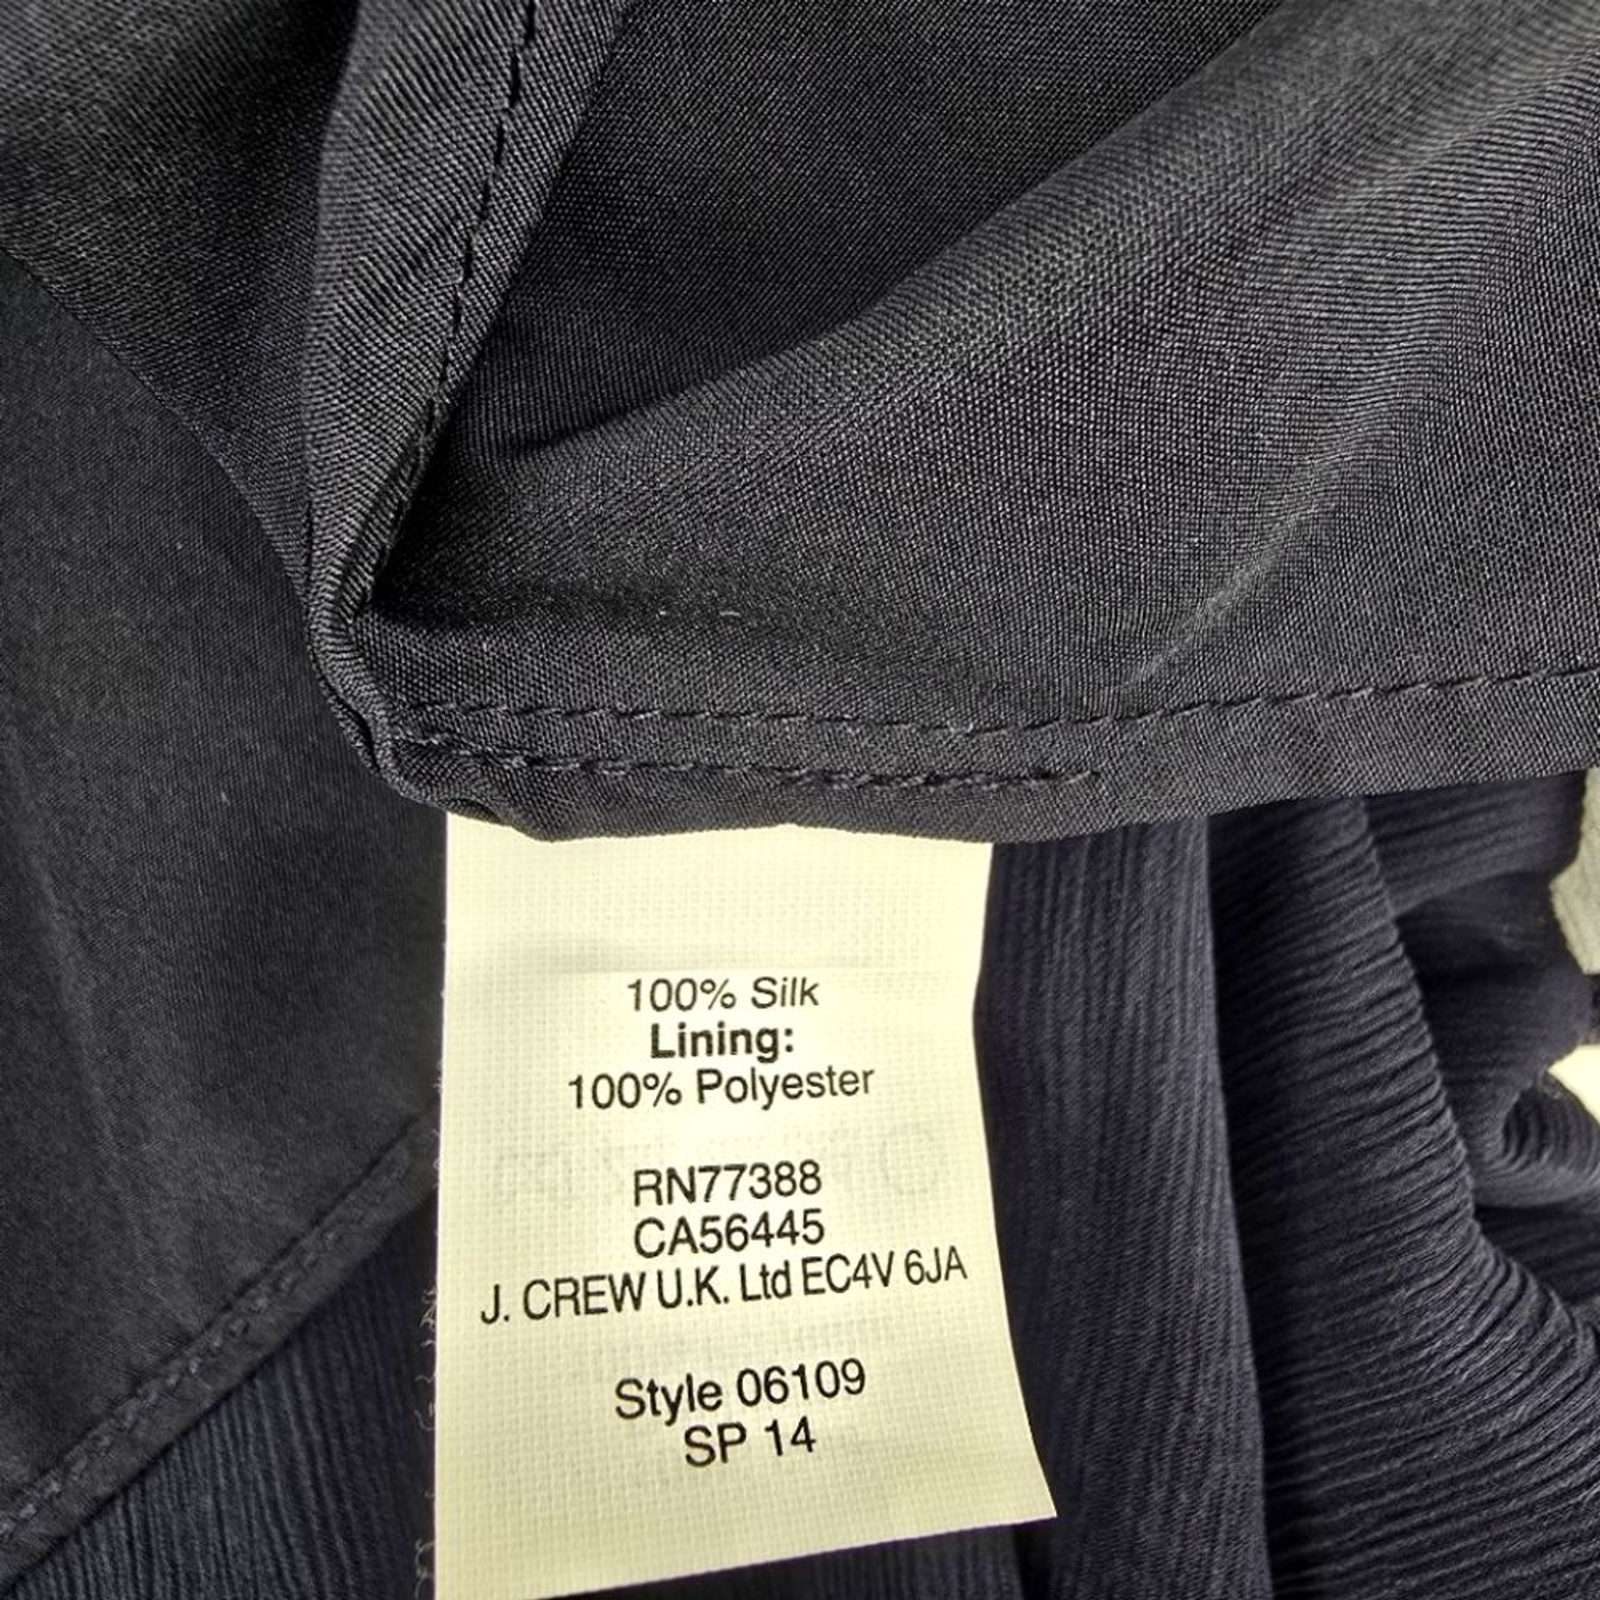 100% Silk
Lining:
100% Polyester
RN77388
CA56445
J. CREW U.K. Ltd EC4V 6JA
Style 06109
SP 14